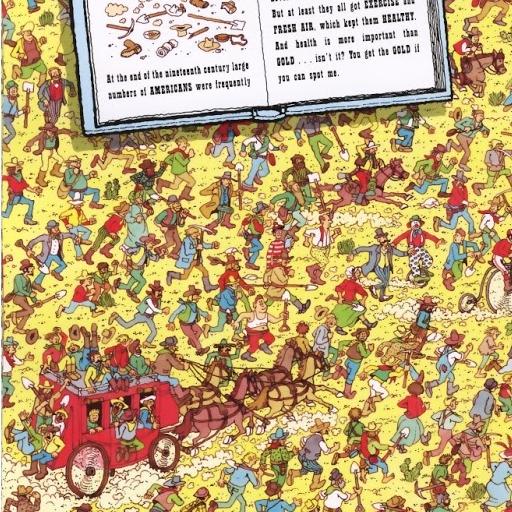 But at least they all got EXERCISE and
FRESH AIR, which kept them HEALTHY.
And health is more important than
GOLD . . . isn't it? You get the GOLD if
you can spot me.
At the end of the nineteenth century large
numbers of AMERICANS were frequently